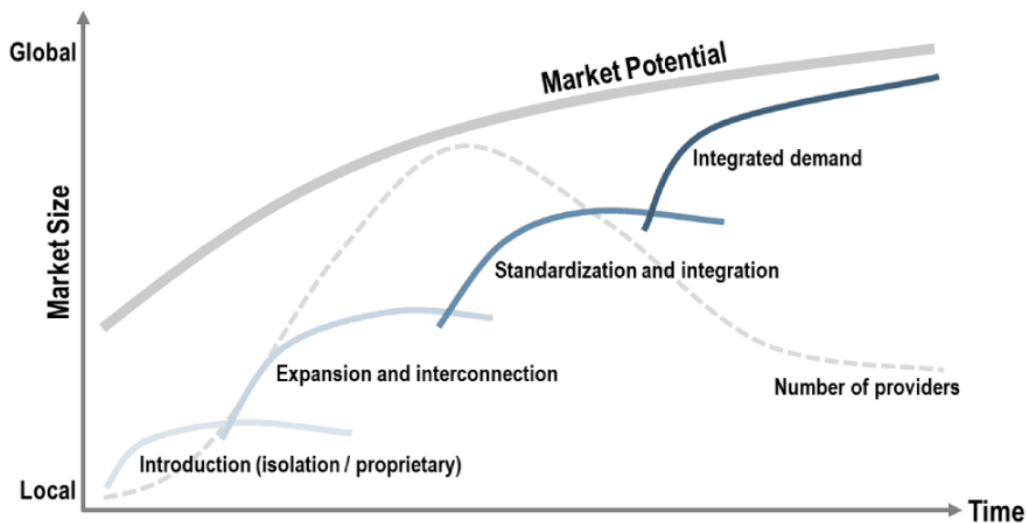 Global
Market Potential
Integrated demand
Market Size
Standardization and integration
Expansion and interconnection
Number of providers
Introduction (isolation / proprietary)
Local
Time